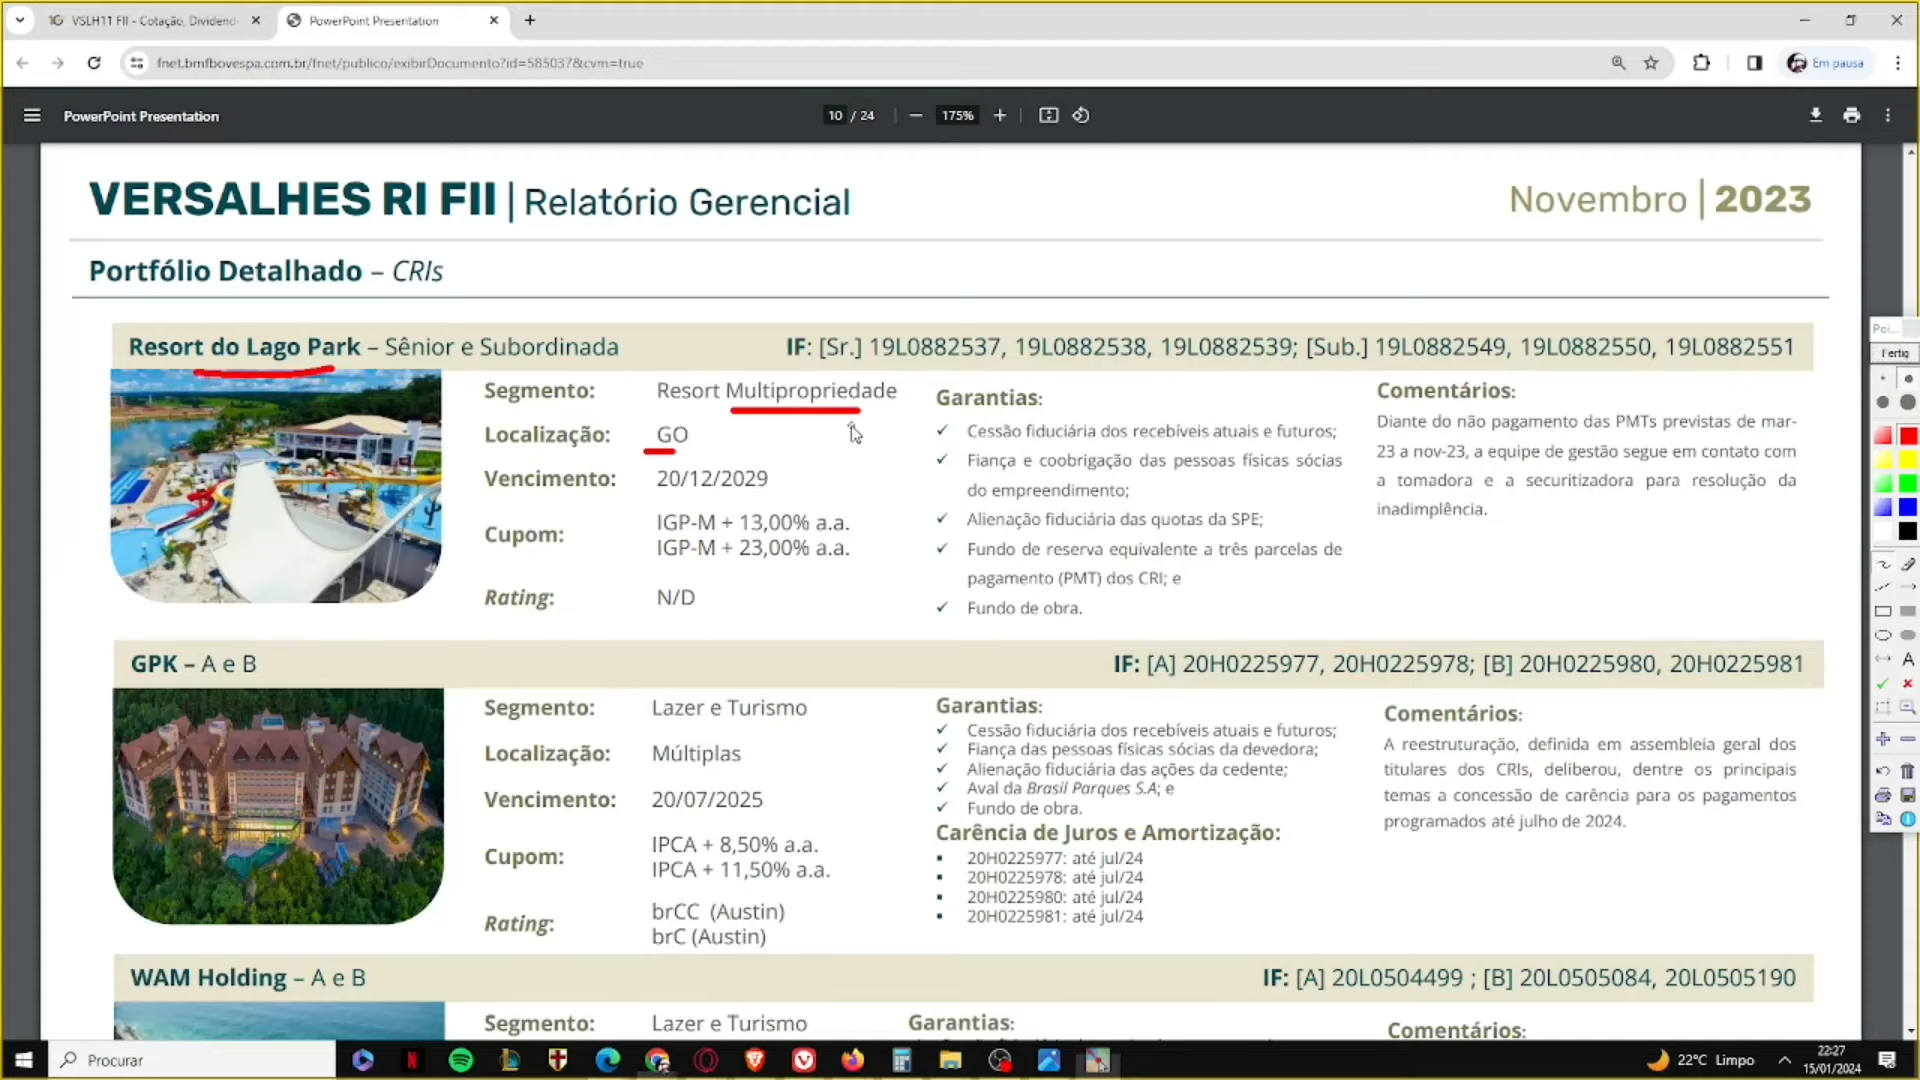 VSLH11 FII - Cotação, Dividend
PowerPoint Presentation
fnet.bmfbovespa.com.br/fnet/publico/exibirDocumento?id=585037&cvm=true
Em pausa
PowerPoint Presentation
10 / 24
175%
VERSALHES RI FII | Relatório Gerencial
Novembro | 2023
Portfólio Detalhado – CRIs
Resort do Lago Park – Sênior e Subordinada
IF: [Sr.] 19L0882537, 19L0882538, 19L0882539; [Sub.] 19L0882549, 19L0882550, 19L0882551
Segmento: Resort Multipropriedade
Localização: GO
Vencimento: 20/12/2029
Cupom: IGP-M + 13,00% a.a.
IGP-M + 23,00% a.a.
Rating: N/D
Garantias:
✓ Cessão fiduciária dos recebíveis atuais e futuros;
✓ Fiança e coobrigação das pessoas físicas sócias
do empreendimento;
✓ Alienação fiduciária das quotas da SPE;
✓ Fundo de reserva equivalente a três parcelas de
pagamento (PMT) dos CRI; e
✓ Fundo de obra.
Comentários:
Diante do não pagamento das PMTs previstas de mar-
23 a nov-23, a equipe de gestão segue em contato com
a tomadora e a securitizadora para resolução da
inadimplência.
GPK – A e B
IF: [A] 20H0225977, 20H0225978; [B] 20H0225980, 20H0225981
Segmento: Lazer e Turismo
Localização: Múltiplas
Vencimento: 20/07/2025
Cupom: IPCA + 8,50% a.a.
IPCA + 11,50% a.a.
Rating: brCC (Austin)
brC (Austin)
Garantias:
✓ Cessão fiduciária dos recebíveis atuais e futuros;
✓ Fiança das pessoas físicas sócias da devedora;
✓ Alienação fiduciária das ações da cedente;
✓ Aval da Brasil Parques S.A; e
✓ Fundo de obra.
Carência de Juros e Amortização:
▪ 20H0225977: até jul/24
▪ 20H0225978: até jul/24
▪ 20H0225980: até jul/24
▪ 20H0225981: até jul/24
Comentários:
A reestruturação, definida em assembleia geral dos
titulares dos CRIs, deliberou, dentre os principais
temas a concessão de carência para os pagamentos
programados até julho de 2024.
WAM Holding – A e B
IF: [A] 20L0504499 ; [B] 20L0505084, 20L0505190
Segmento: Lazer e Turismo
Garantias:
Comentários:
Poi...
Fertig
A
Procurar
22°C Limpo
22:27
15/01/2024